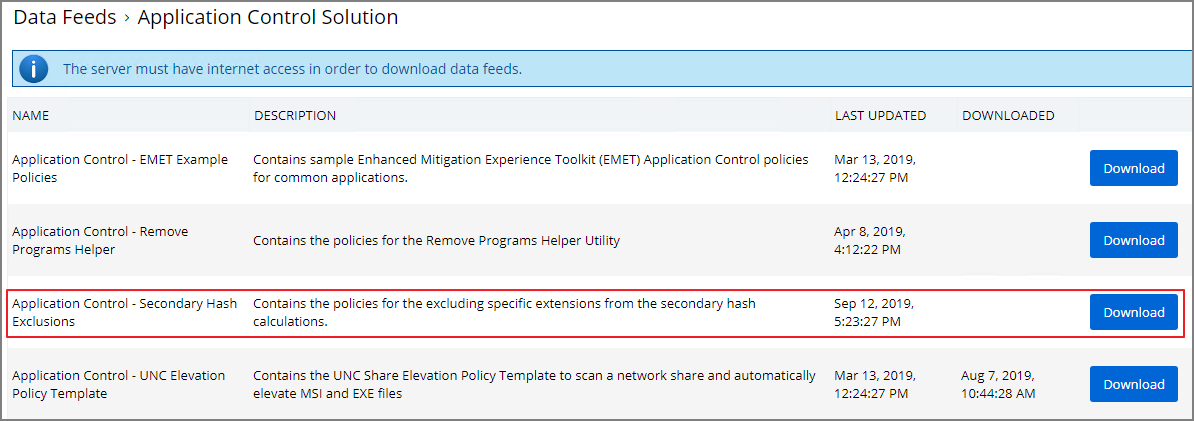 Data Feeds › Application Control Solution
The server must have internet access in order to download data feeds.
NAME DESCRIPTION LAST UPDATED DOWNLOADED
Application Control - EMET Example
Policies
Contains sample Enhanced Mitigation Experience Toolkit (EMET) Application Control policies
for common applications.
Mar 13, 2019,
12:24:27 PM
Download
Application Control - Remove
Programs Helper
Contains the policies for the Remove Programs Helper Utility
Apr 8, 2019,
4:12:22 PM
Download
Application Control - Secondary Hash
Exclusions
Contains the policies for the excluding specific extensions from the secondary hash
calculations.
Sep 12, 2019,
5:23:27 PM
Download
Application Control - UNC Elevation
Policy Template
Contains the UNC Share Elevation Policy Template to scan a network share and automatically
elevate MSI and EXE files
Mar 13, 2019,
12:24:27 PM
Aug 7, 2019,
10:44:28 AM
Download